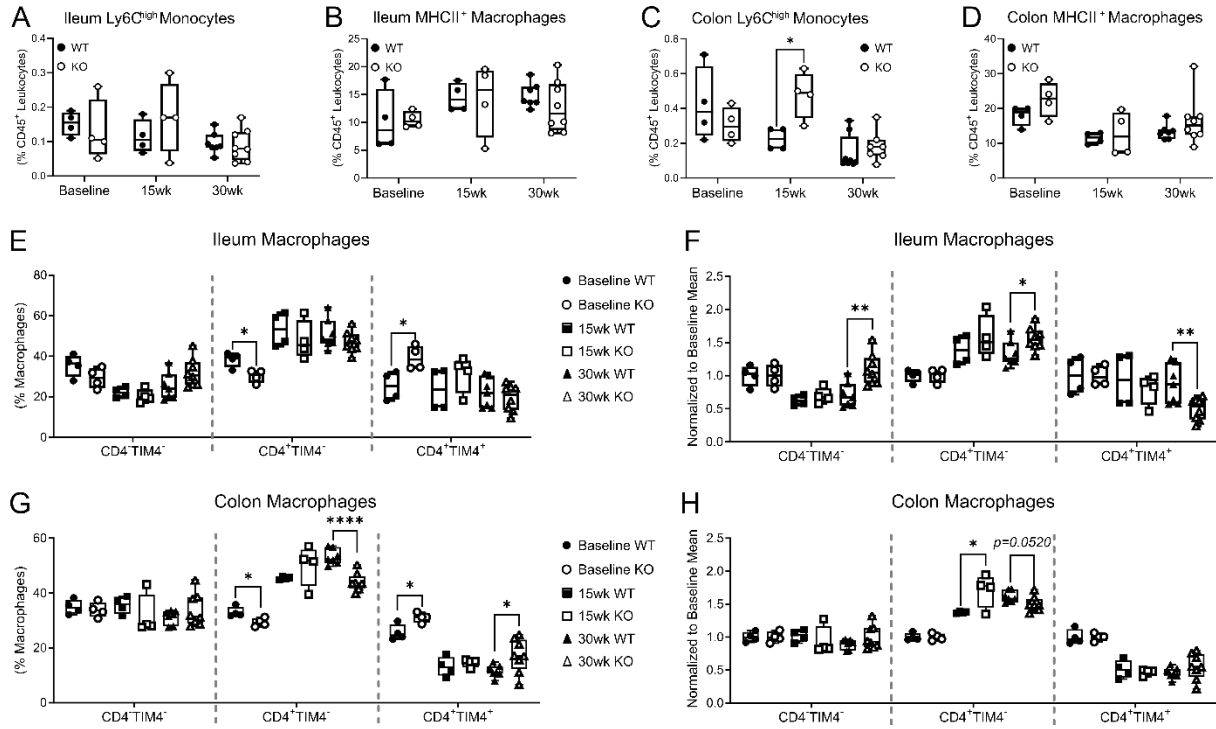 A Ileum Ly6Cʰⁱᵍʰ Monocytes
(% CD45⁺ Leukocytes)
0.4
0.3
0.2
0.1
0.0
WT
KO
Baseline 15wk 30wk
B Ileum MHCII⁺ Macrophages
(% CD45⁺ Leukocytes)
25
20
15
10
5
0
WT
KO
Baseline 15wk 30wk
C Colon Ly6Cʰⁱᵍʰ Monocytes
(% CD45⁺ Leukocytes)
0.8
0.6
0.4
0.2
0.0
WT
KO
*
Baseline 15wk 30wk
D Colon MHCII⁺ Macrophages
(% CD45⁺ Leukocytes)
40
30
20
10
0
WT
KO
Baseline 15wk 30wk
E Ileum Macrophages
(% Macrophages)
80
60
40
20
0
* *
CD4⁻TIM4⁻ CD4⁺TIM4⁻ CD4⁺TIM4⁺
Baseline WT
Baseline KO
15wk WT
15wk KO
30wk WT
30wk KO
F Ileum Macrophages
Normalized to Baseline Mean
2.5
2.0
1.5
1.0
0.5
0.0
** * **
CD4⁻TIM4⁻ CD4⁺TIM4⁻ CD4⁺TIM4⁺
G Colon Macrophages
(% Macrophages)
60
40
20
0
* **** * *
CD4⁻TIM4⁻ CD4⁺TIM4⁻ CD4⁺TIM4⁺
Baseline WT
Baseline KO
15wk WT
15wk KO
30wk WT
30wk KO
H Colon Macrophages
Normalized to Baseline Mean
2.5
2.0
1.5
1.0
0.5
0.0
* p=0.0520
CD4⁻TIM4⁻ CD4⁺TIM4⁻ CD4⁺TIM4⁺